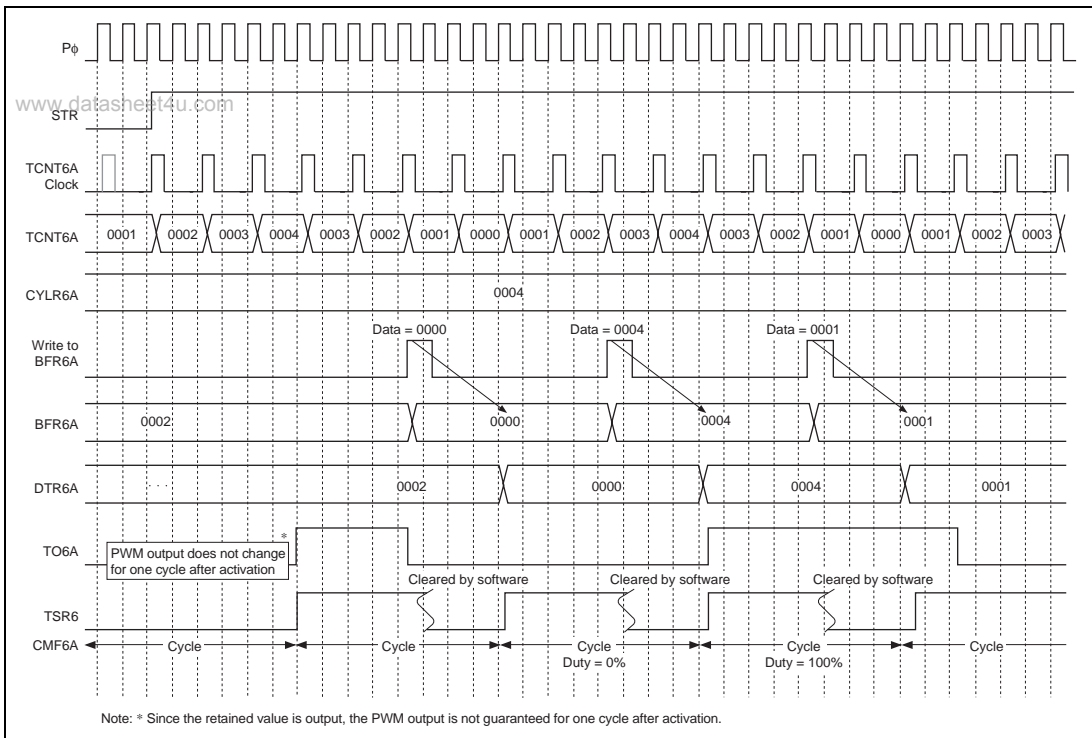 Pϕ
www.datasheet4u.com
STR
TCNT6A
Clock
TCNT6A
0001 0002 0003 0004 0003 0002 0001 0000 0001 0002 0003 0004 0003 0002 0001 0000 0001 0002 0003
CYLR6A
0004
Data = 0000 Data = 0004 Data = 0001
Write to
BFR6A
BFR6A
0002 0000 0004 0001
DTR6A
· · · 0002 0000 0004 0001
*
TO6A
PWM output does not change
for one cycle after activation
Cleared by software Cleared by software Cleared by software
TSR6
CMF6A
Cycle Cycle Cycle Cycle Cycle
Duty = 0% Duty = 100%
Note: * Since the retained value is output, the PWM output is not guaranteed for one cycle after activation.